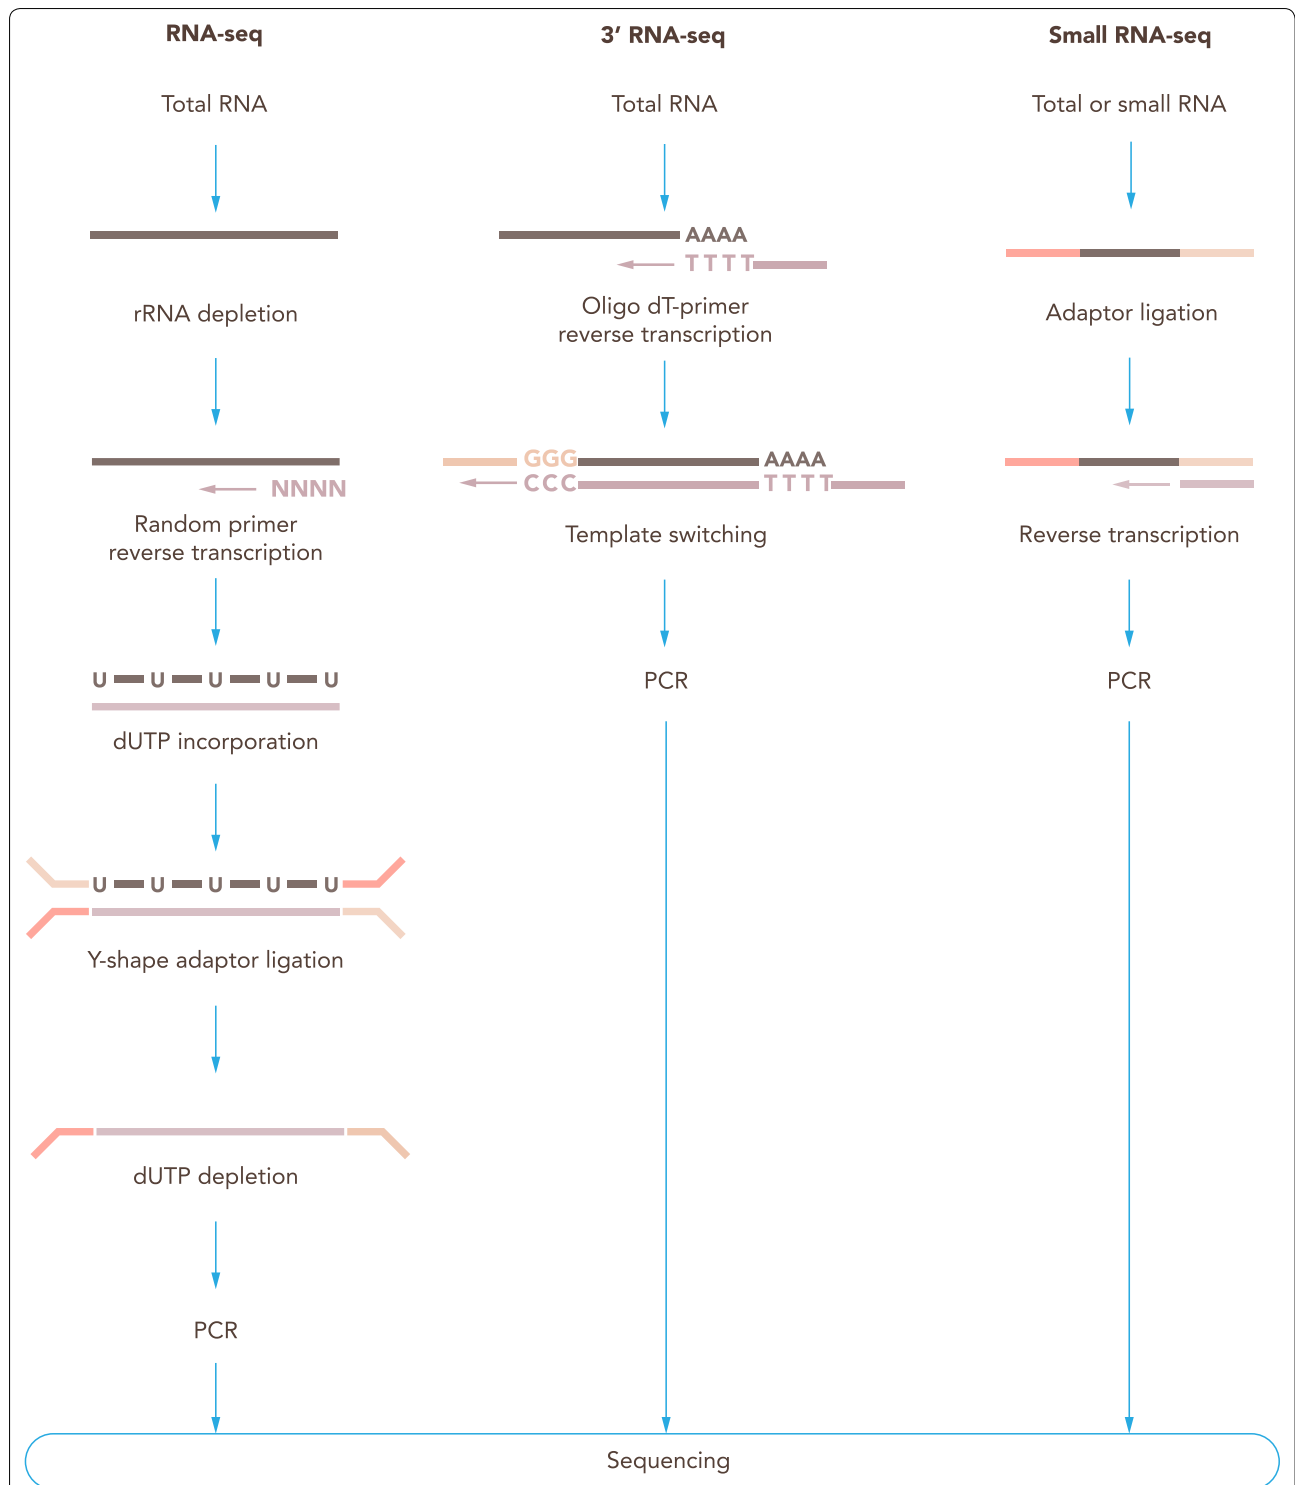 RNA-seq
Total RNA
rRNA depletion
NNNN
Random primer
reverse transcription
U U U U U
dUTP incorporation
U U U U U
Y-shape adaptor ligation
dUTP depletion
PCR
3’ RNA-seq
Total RNA
AAAA
TTTT
Oligo dT-primer
reverse transcription
GGG AAAA
CCC TTTT
Template switching
PCR
Small RNA-seq
Total or small RNA
Adaptor ligation
Reverse transcription
PCR
Sequencing